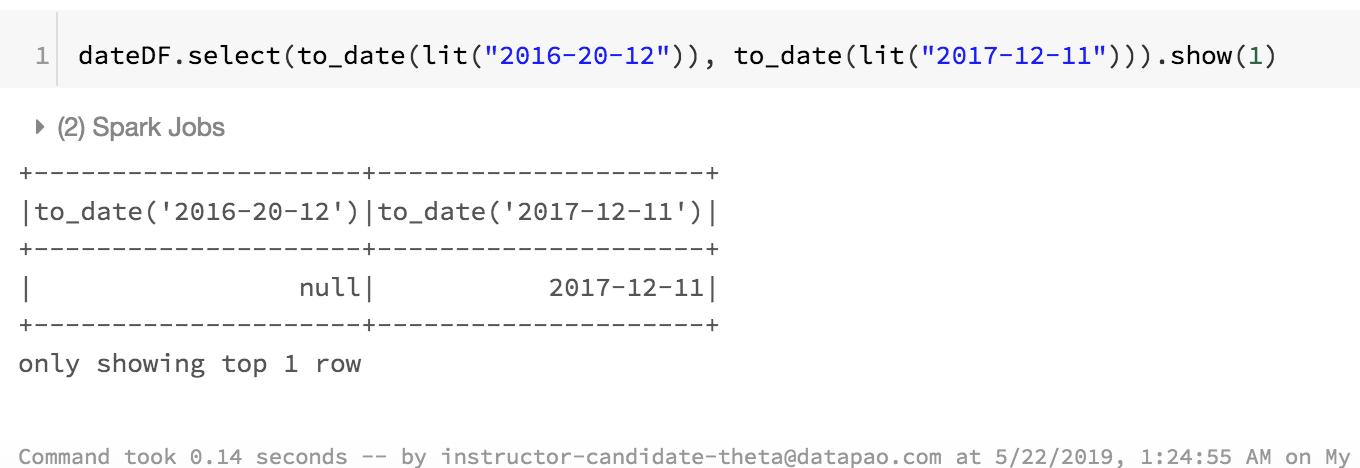 1 dateDF.select(to_date(lit("2016-20-12")), to_date(lit("2017-12-11"))).show(1)
(2) Spark Jobs
+---------------------+---------------------+
|to_date('2016-20-12')|to_date('2017-12-11')|
+---------------------+---------------------+
|                 null|           2017-12-11|
+---------------------+---------------------+
only showing top 1 row
Command took 0.14 seconds -- by instructor-candidate-theta@datapao.com at 5/22/2019, 1:24:55 AM on My